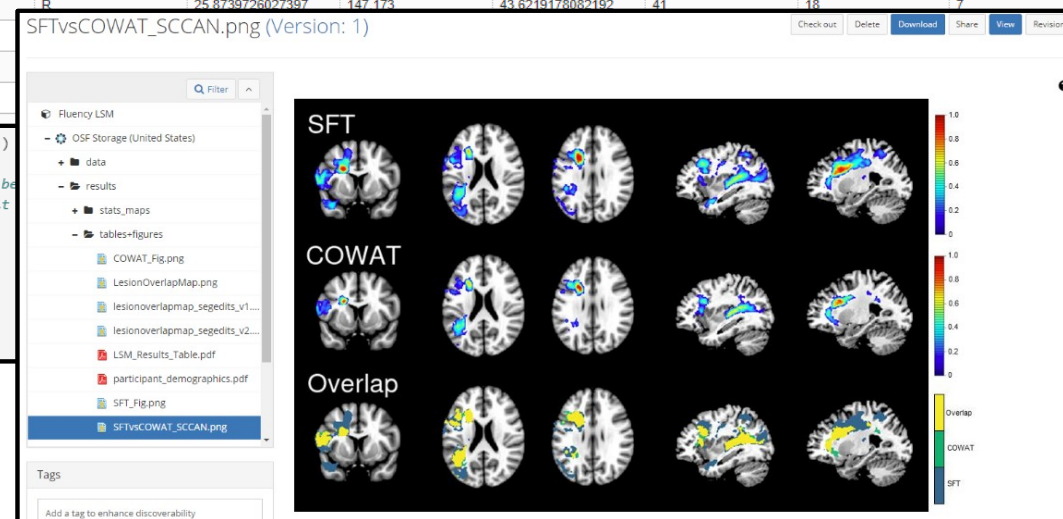 R 25.8739726027397 147.173 43.6219178082192 41 18 7
SFTvsCOWAT_SCCAN.png (Version: 1)
Check out Delete Download Share View Revision
Filter
Fluency LSM
- OSF Storage (United States)
+ data
- results
+ stats_maps
- tables+figures
COWAT_Fig.png
LesionOverlapMap.png
lesionoverlapmap_segedits_v1....
lesionoverlapmap_segedits_v2....
LSM_Results_Table.pdf
participant_demographics.pdf
SFT_Fig.png
SFTvsCOWAT_SCCAN.png
Tags
Add a tag to enhance discoverability
)
be
st
SFT
1.0
0.8
0.6
0.4
0.2
0
COWAT
1.0
0.8
0.6
0.4
0.2
0
Overlap
Overlap
COWAT
SFT